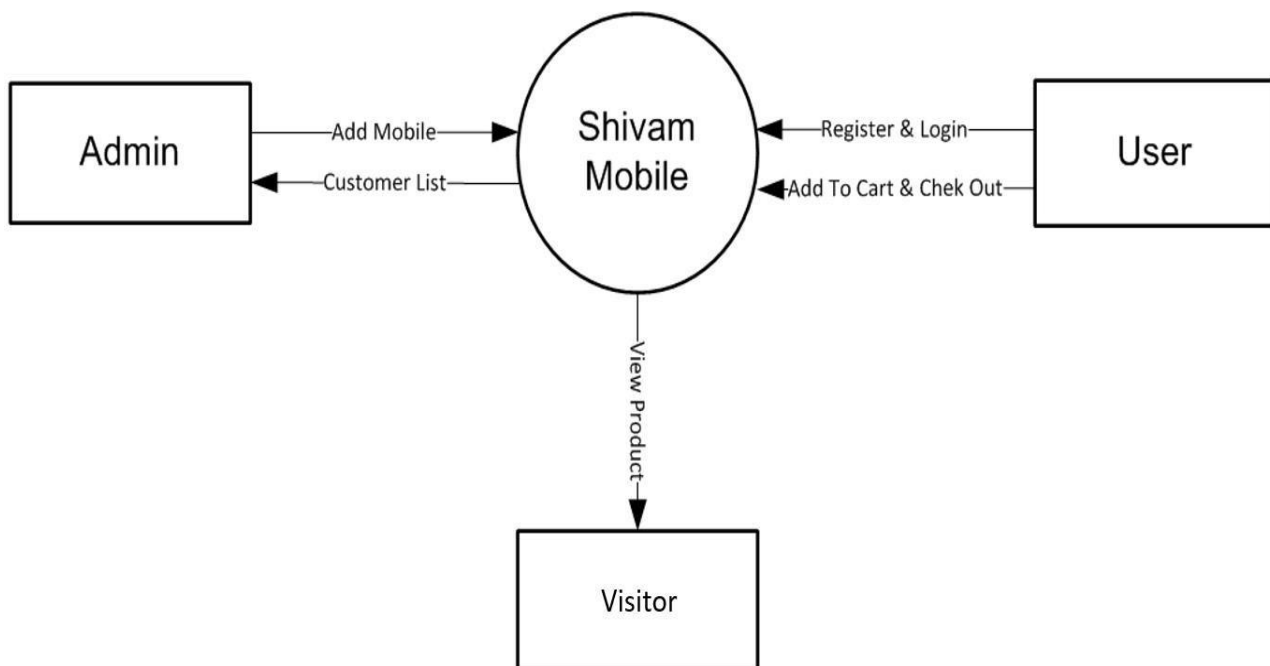 Admin
Add Mobile
Customer List
Shivam
Mobile
Register & Login
Add To Cart & Chek Out
User
View Product
Visitor